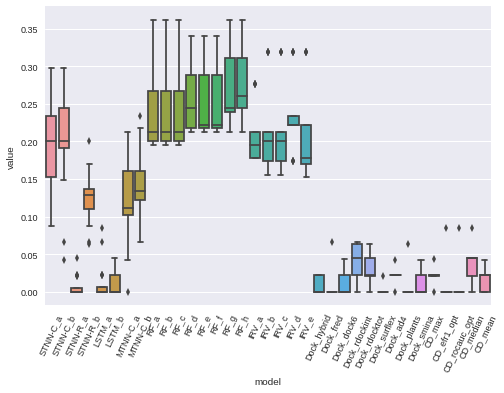 0.35
0.30
0.25
0.20
0.15
0.10
0.05
0.00
value
STNN-C_a
STNN-C_b
STNN-R_a
STNN-R_b
LSTM_a
LSTM_b
MTNN-C_a
MTNN-C_b
RF_a
RF_b
RF_c
RF_d
RF_e
RF_f
RF_g
RF_h
IRV_a
IRV_b
IRV_c
IRV_d
IRV_e
Dock_hybrid
Dock_fred
Dock_dock6
Dock_rdockint
Dock_rdocktot
Dock_surflex
Dock_ad4
Dock_plants
Dock_smina
CD_max
CD_efr1_opt
CD_rocauc_opt
CD_median
CD_mean
model